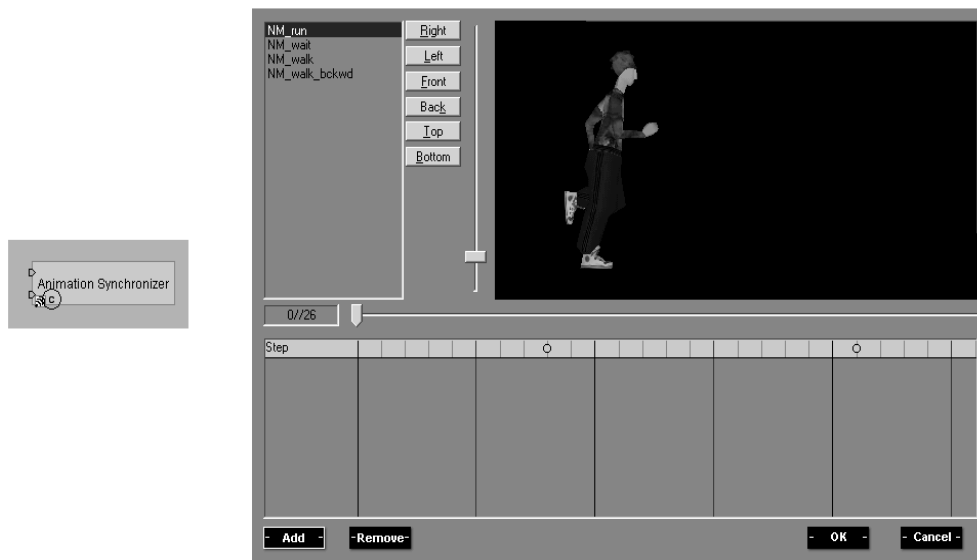 Animation Synchronizer
C
NM_run
NM_wait
NM_walk
NM_walk_bckwd
Right
Left
Front
Back
Top
Bottom
0//26
Step
- Add -
-Remove-
- OK -
- Cancel -